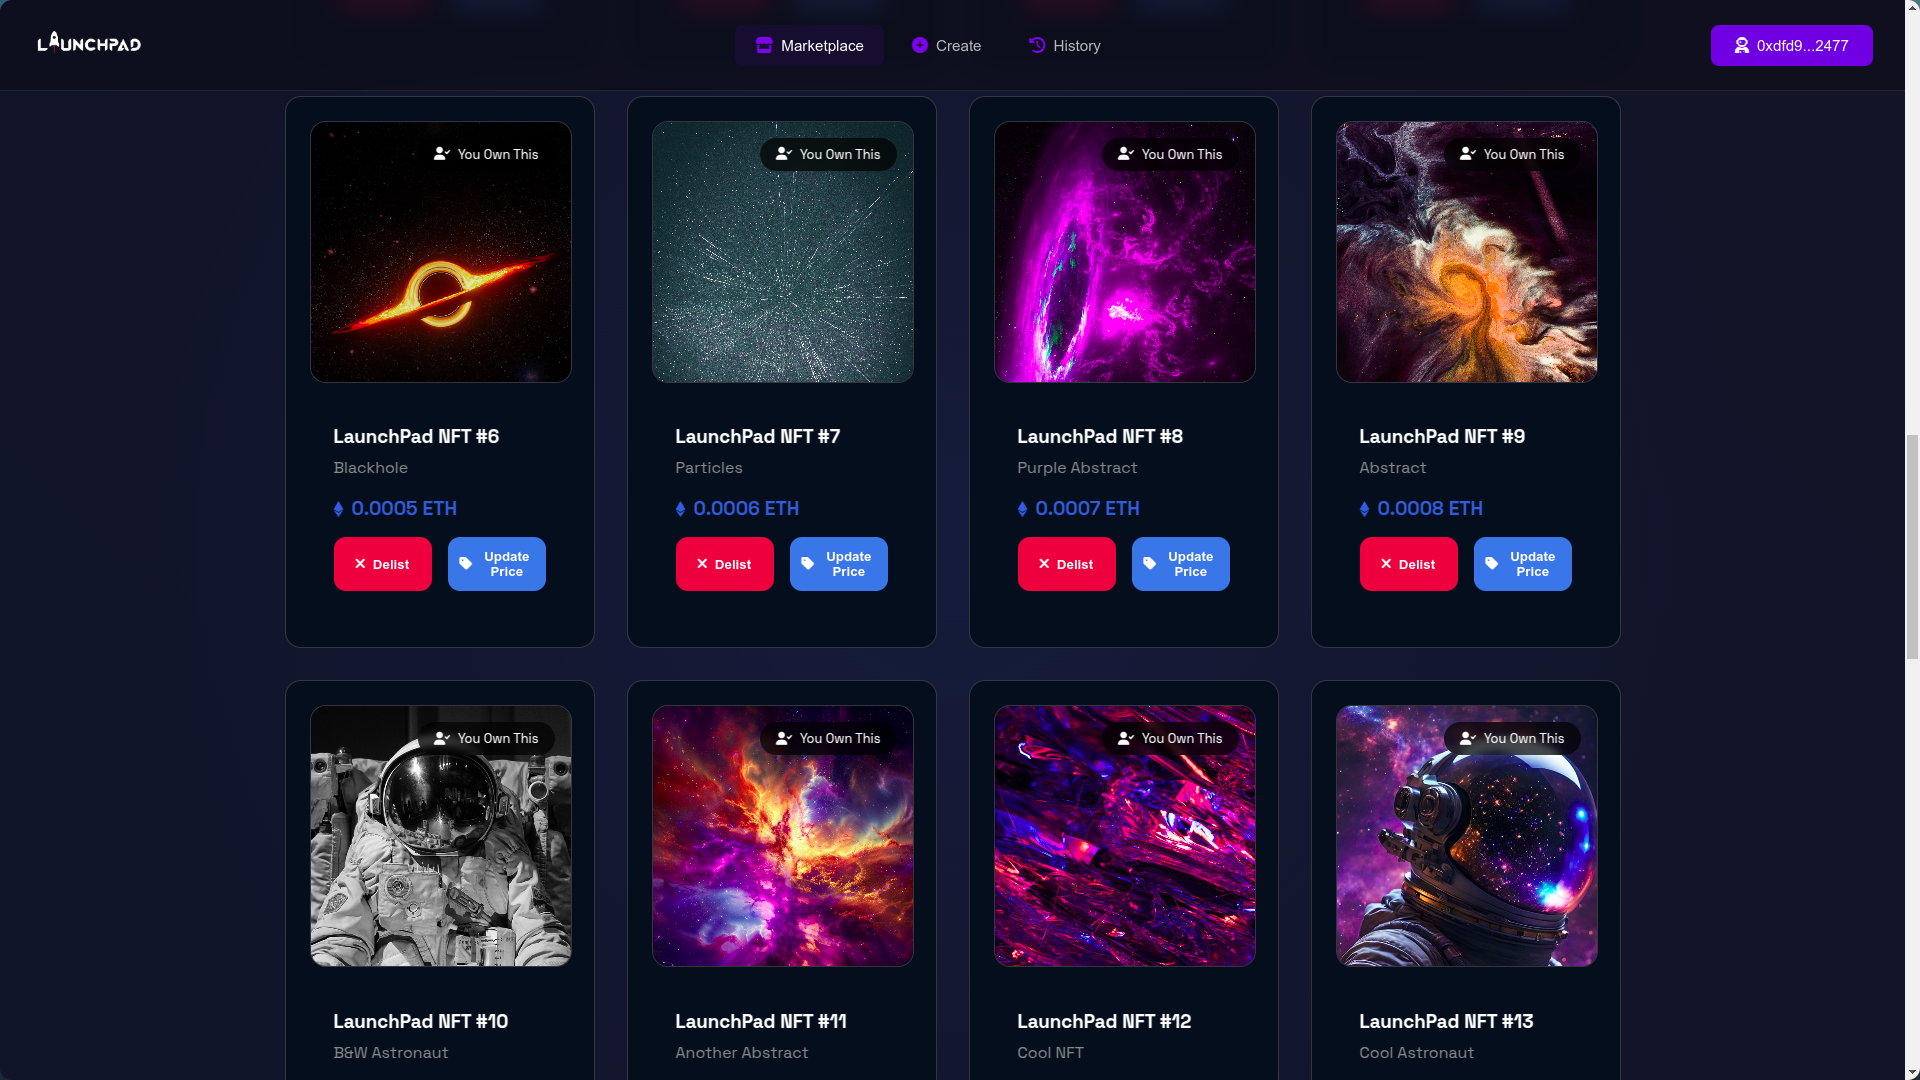 LAUNCHPAD
Marketplace
Create
History
0xdfd9...2477
You Own This
You Own This
You Own This
You Own This
LaunchPad NFT #6
LaunchPad NFT #7
LaunchPad NFT #8
LaunchPad NFT #9
Blackhole
Particles
Purple Abstract
Abstract
0.0005 ETH
0.0006 ETH
0.0007 ETH
0.0008 ETH
Delist
Update
Price
Delist
Update
Price
Delist
Update
Price
Delist
Update
Price
You Own This
You Own This
You Own This
You Own This
LaunchPad NFT #10
LaunchPad NFT #11
LaunchPad NFT #12
LaunchPad NFT #13
B&W Astronaut
Another Abstract
Cool NFT
Cool Astronaut